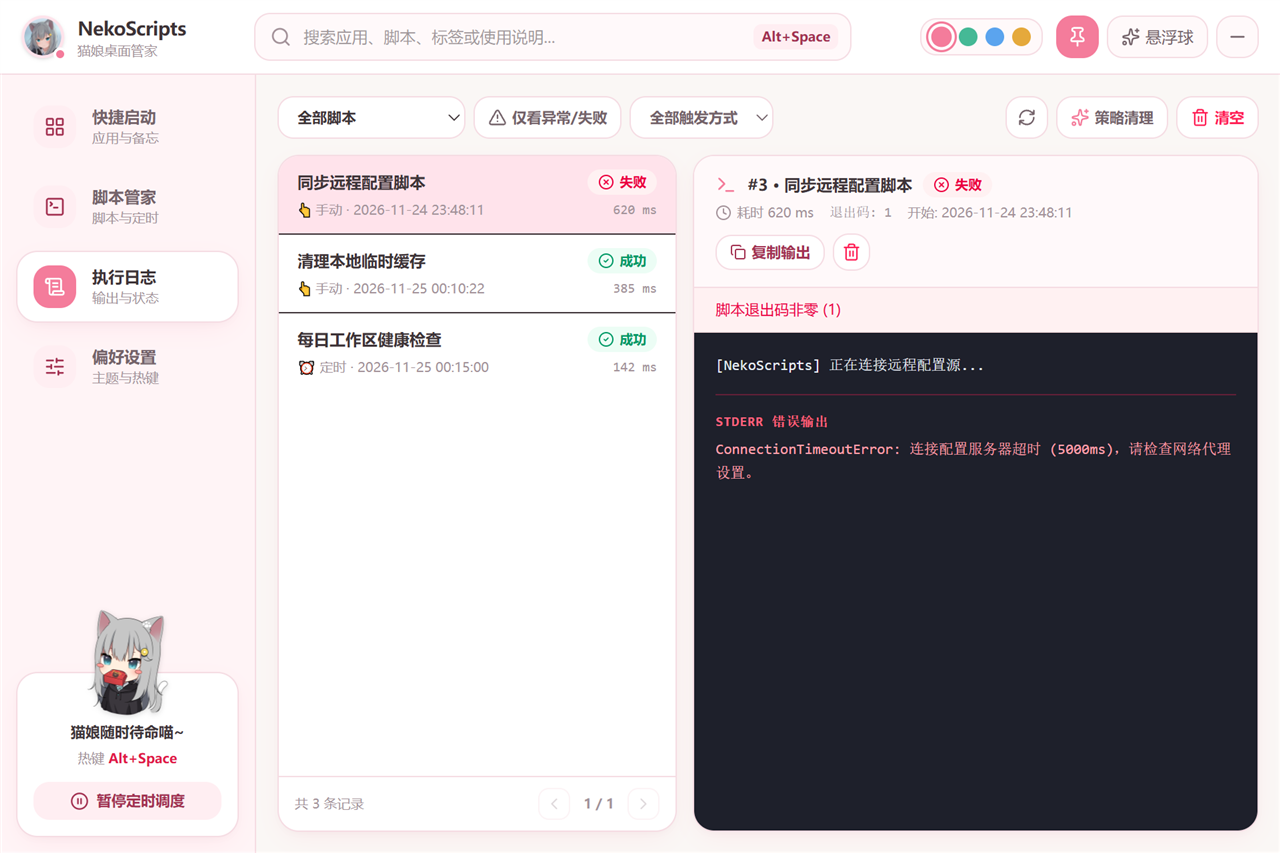 NekoScripts
猫娘桌面管家
搜索应用、脚本、标签或使用说明...
Alt+Space
悬浮球
快捷启动
应用与备忘
脚本管家
脚本与定时
执行日志
输出与状态
偏好设置
主题与热键
猫娘随时待命喵~
热键 Alt+Space
暂停定时调度
全部脚本
仅看异常/失败
全部触发方式
策略清理
清空
同步远程配置脚本
失败
手动 · 2026-11-24 23:48:11
620 ms
清理本地临时缓存
成功
手动 · 2026-11-25 00:10:22
385 ms
每日工作区健康检查
成功
定时 · 2026-11-25 00:15:00
142 ms
共 3 条记录
1 / 1
#3 • 同步远程配置脚本
失败
耗时 620 ms 退出码: 1 开始: 2026-11-24 23:48:11
复制输出
脚本退出码非零 (1)
[NekoScripts] 正在连接远程配置源...
STDERR 错误输出
ConnectionTimeoutError: 连接配置服务器超时 (5000ms)，请检查网络代理
设置。